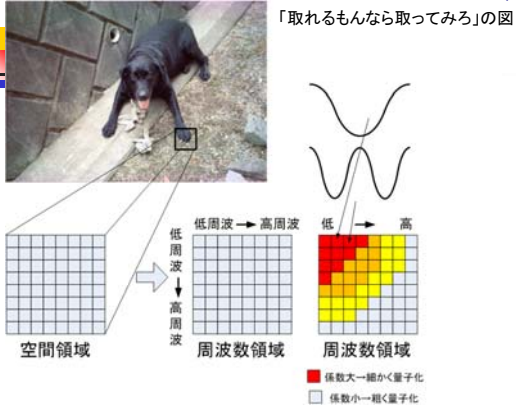 「取れるもんなら取ってみろ」の図
低周波→高周波
低周波→高周波
低 → 高
空間領域
周波数領域
周波数領域
係数大→細かく量子化
係数小→粗く量子化